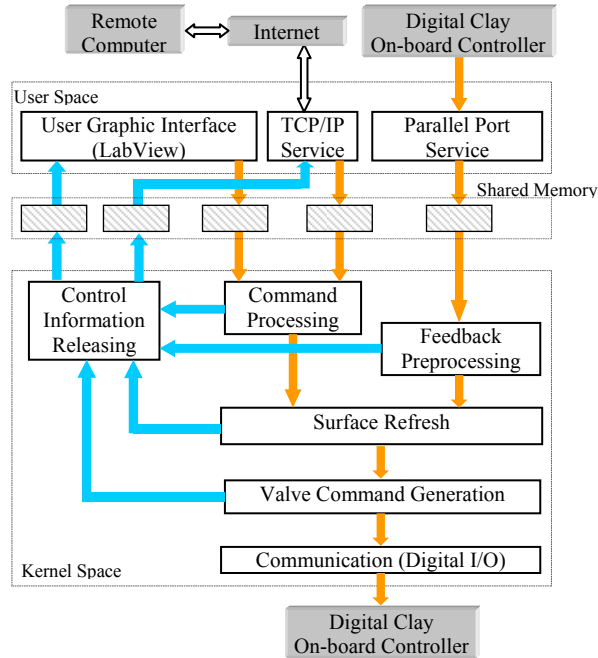 Remote
Computer
Internet
Digital Clay
On-board Controller
User Space
User Graphic Interface
(LabView)
TCP/IP
Service
Parallel Port
Service
Shared Memory
Control
Information
Releasing
Command
Processing
Feedback
Preprocessing
Surface Refresh
Valve Command Generation
Communication (Digital I/O)
Kernel Space
Digital Clay
On-board Controller